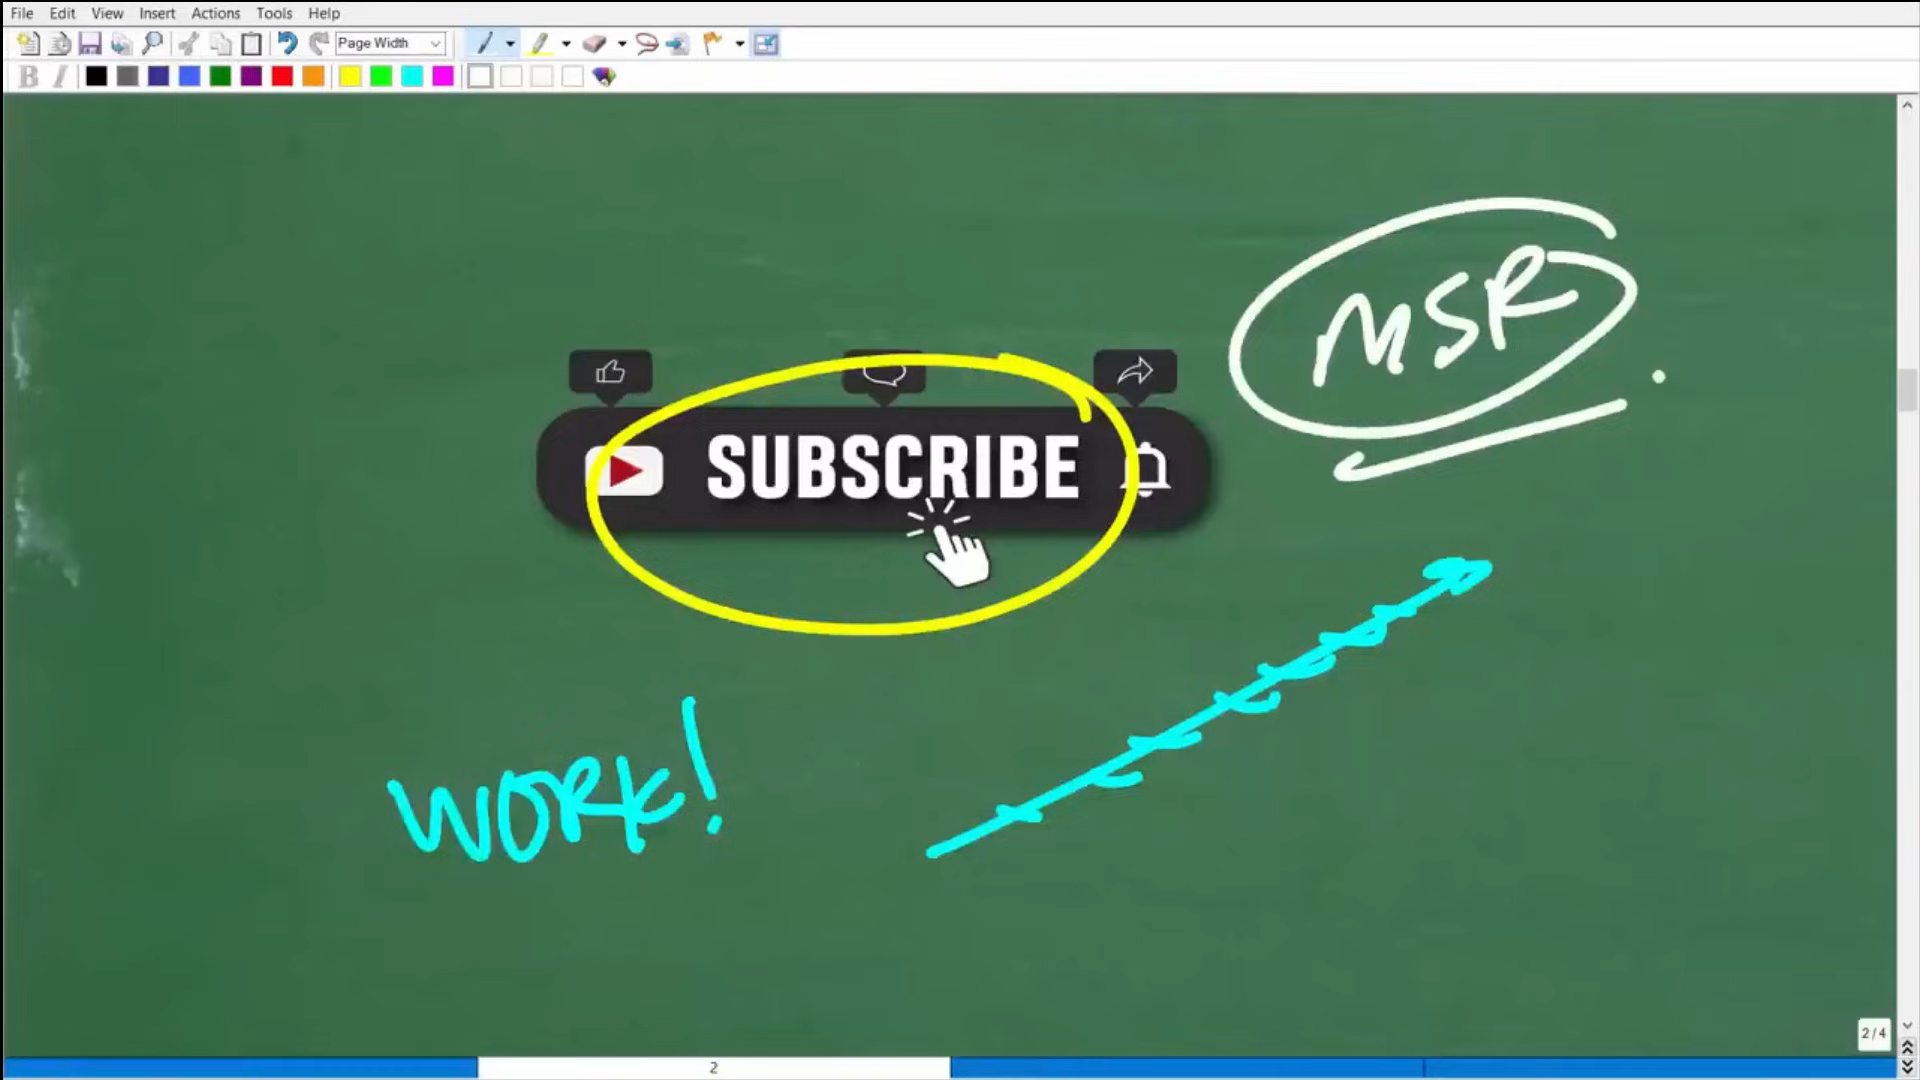 File Edit View Insert Actions Tools Help
Page Width
B I
MSR
SUBSCRIBE
WORK!
2/4
2